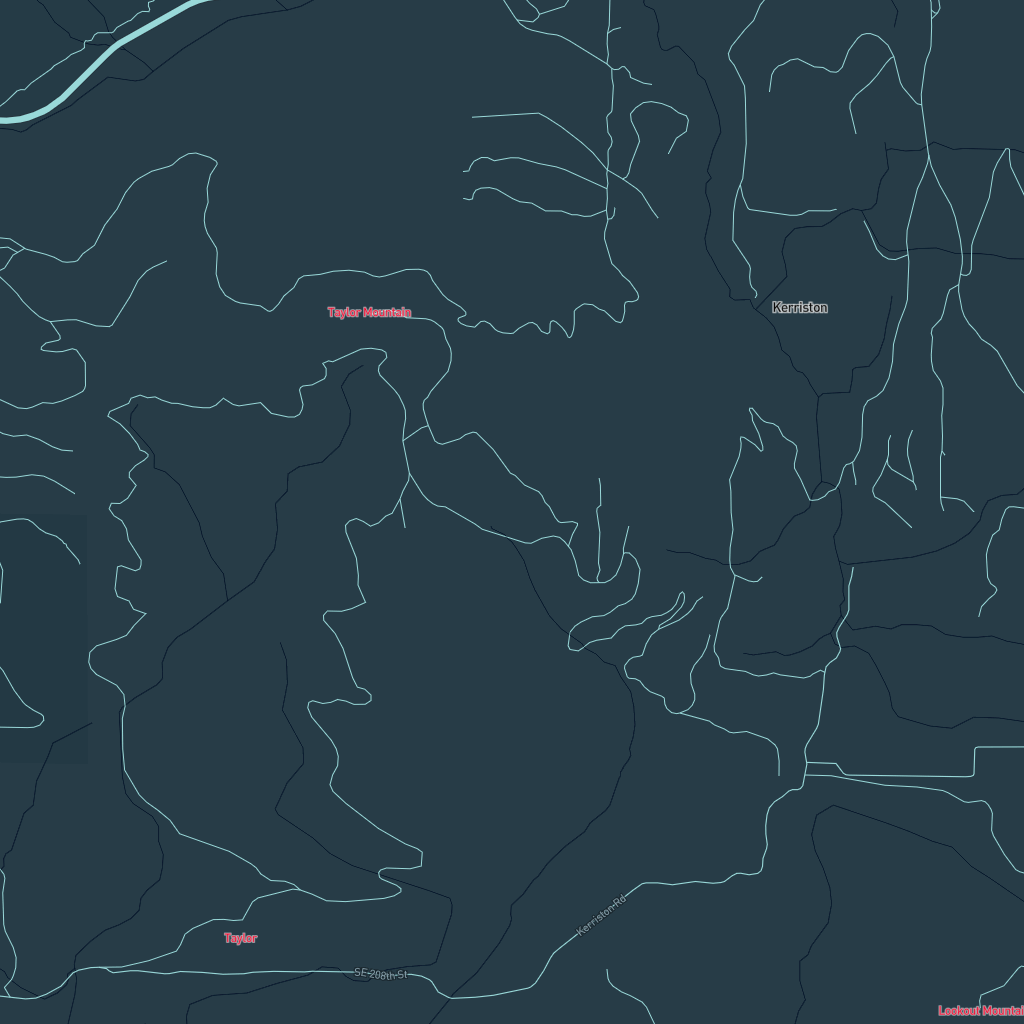 Kerriston
Taylor Mountain
Kerriston Rd
Taylor
SE 208th St
Lookout Mountai